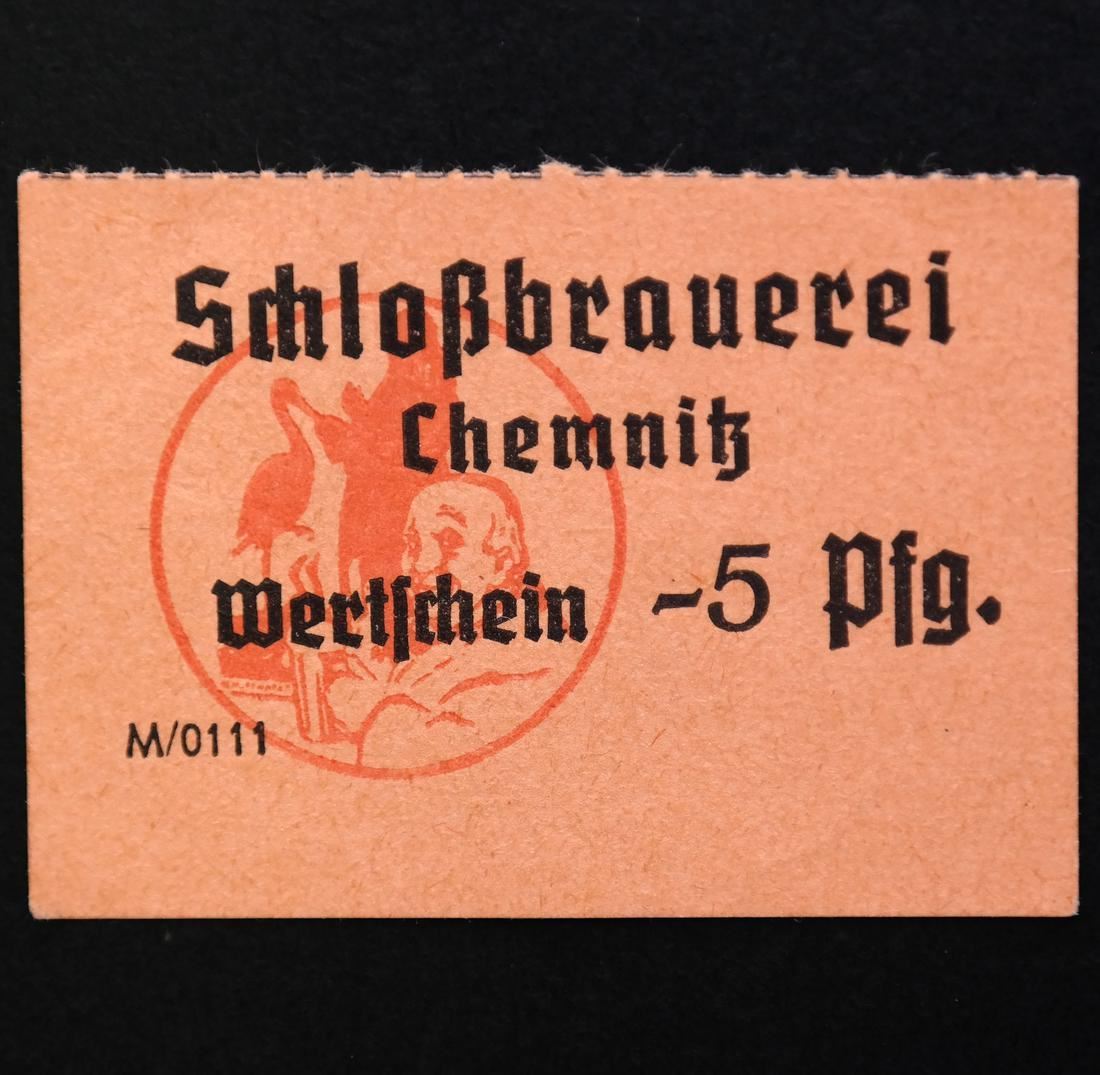 Schloßbrauerei
Chemnitz
Wertschein -5 Pfg.
M/0111